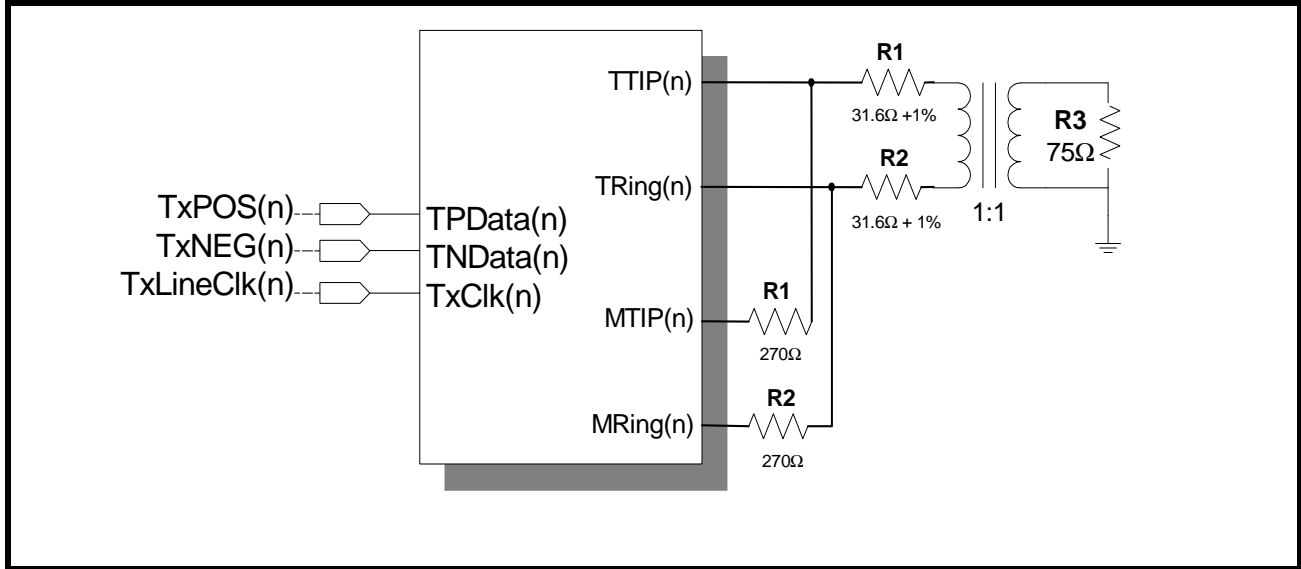 TxPOS(n)
TxNEG(n)
TxLineClk(n)
TPData(n)
TNData(n)
TxClk(n)
TTIP(n)
TRing(n)
MTIP(n)
MRing(n)
R1
31.6Ω +1%
R2
31.6Ω + 1%
R1
270Ω
R2
270Ω
1:1
R3
75Ω